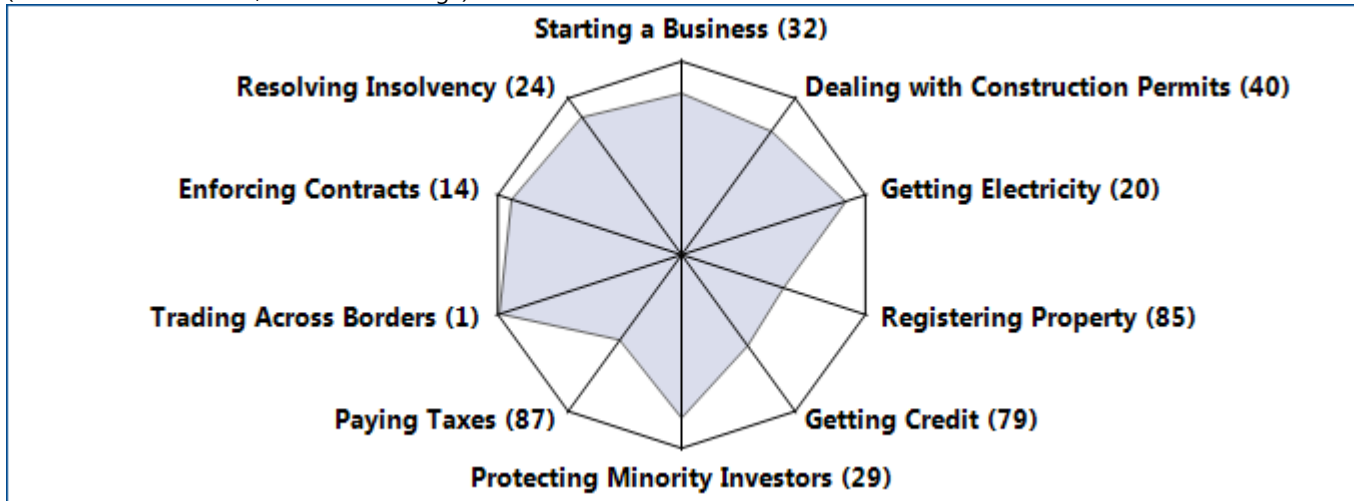 Starting a Business (32)
Resolving Insolvency (24)
Dealing with Construction Permits (40)
Enforcing Contracts (14)
Getting Electricity (20)
Trading Across Borders (1)
Registering Property (85)
Paying Taxes (87)
Getting Credit (79)
Protecting Minority Investors (29)